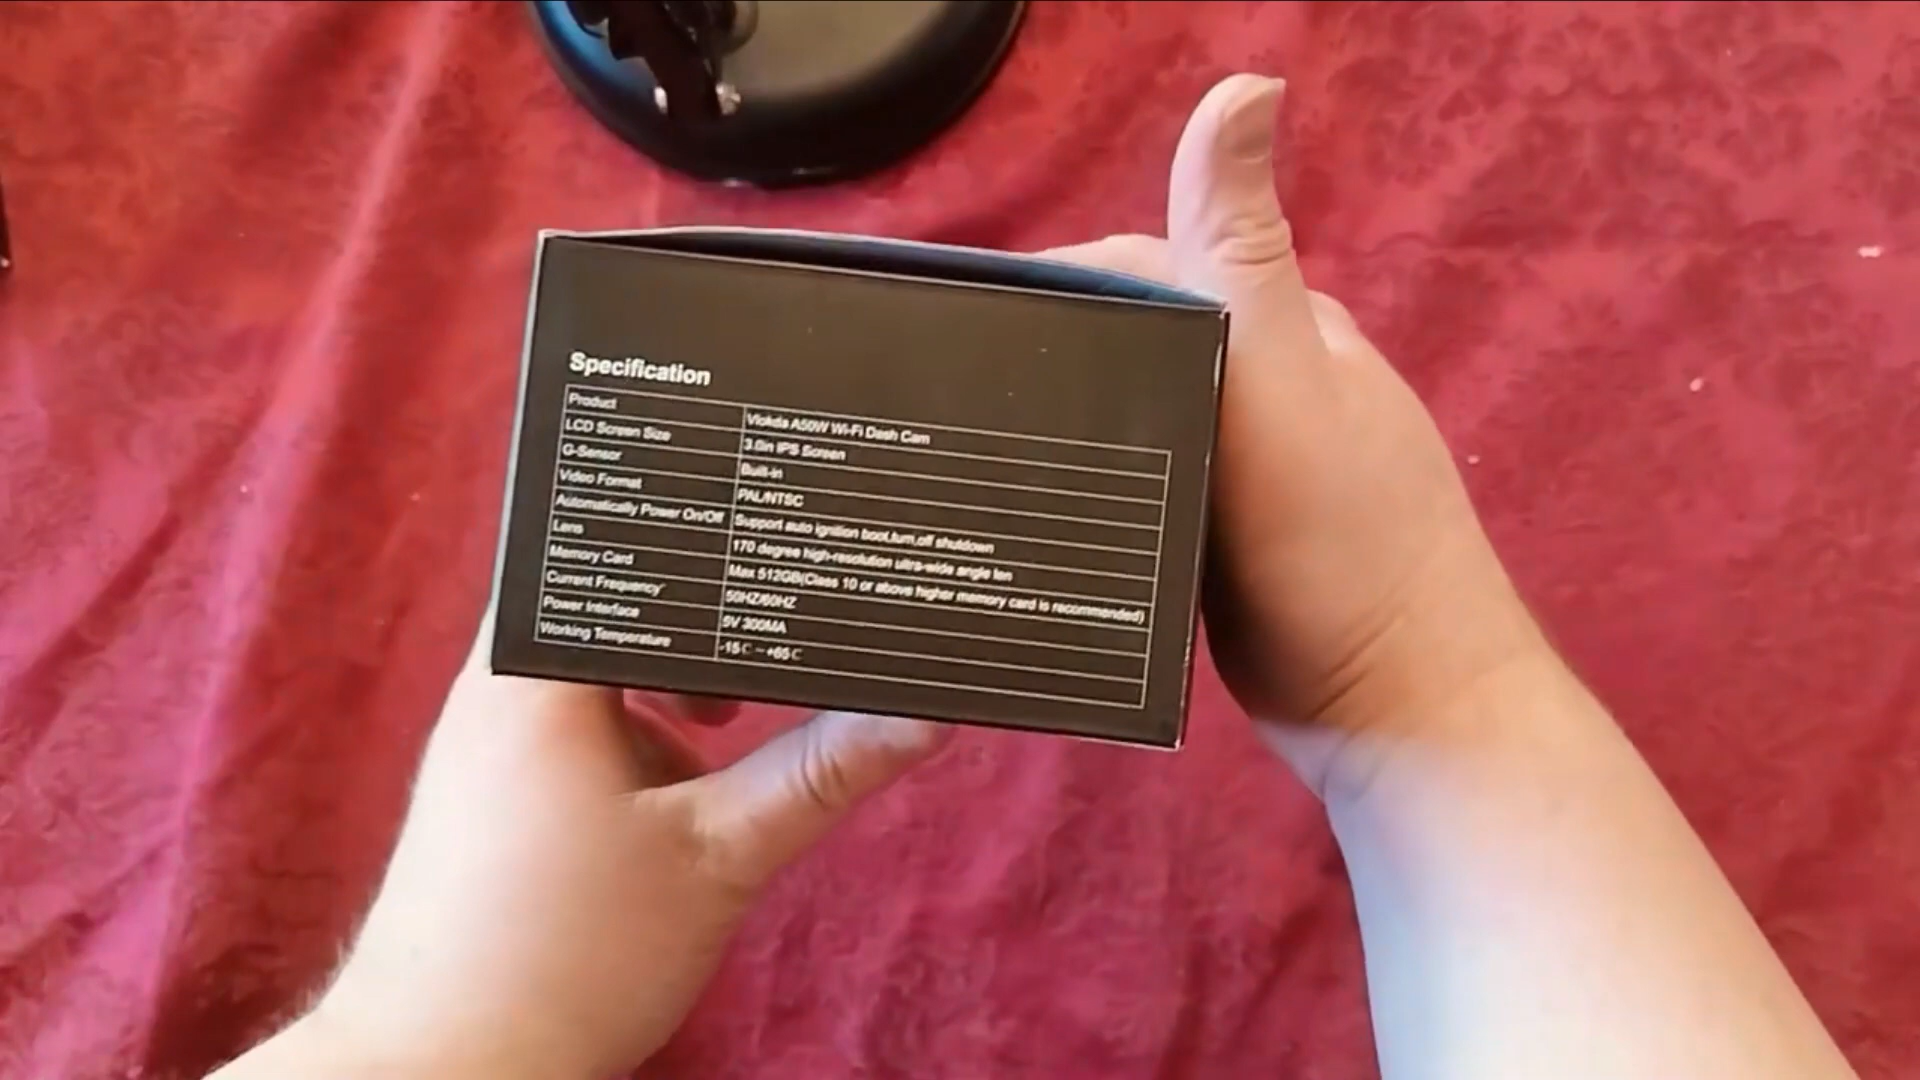 Specification
Product Viokda A50W Wi-Fi Dash Cam
LCD Screen Size 3.0in IPS Screen
G-Sensor Built-in
Video Format PAL/NTSC
Automatically Power On/Off Support auto ignition boot,turn,off shutdown
Lens 170 degree high-resolution ultra-wide angle len
Memory Card Max 512GB(Class 10 or above higher memory card is recommended)
Current Frequency 50HZ/60HZ
Power Interface 5V 300MA
Working Temperature -15 C ~ +65 C